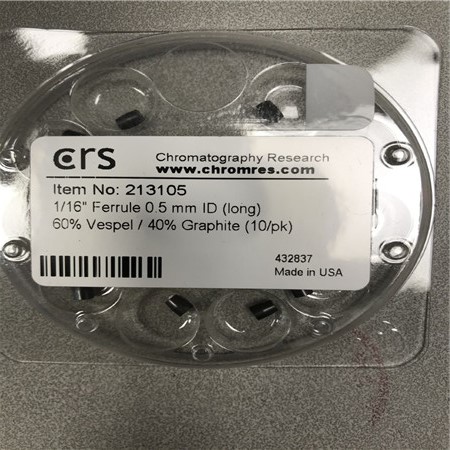 crs
Chromatography Research
www.chromres.com
Item No: 213105
1/16" Ferrule 0.5 mm ID (long)
60% Vespel / 40% Graphite (10/pk)
432837
Made in USA